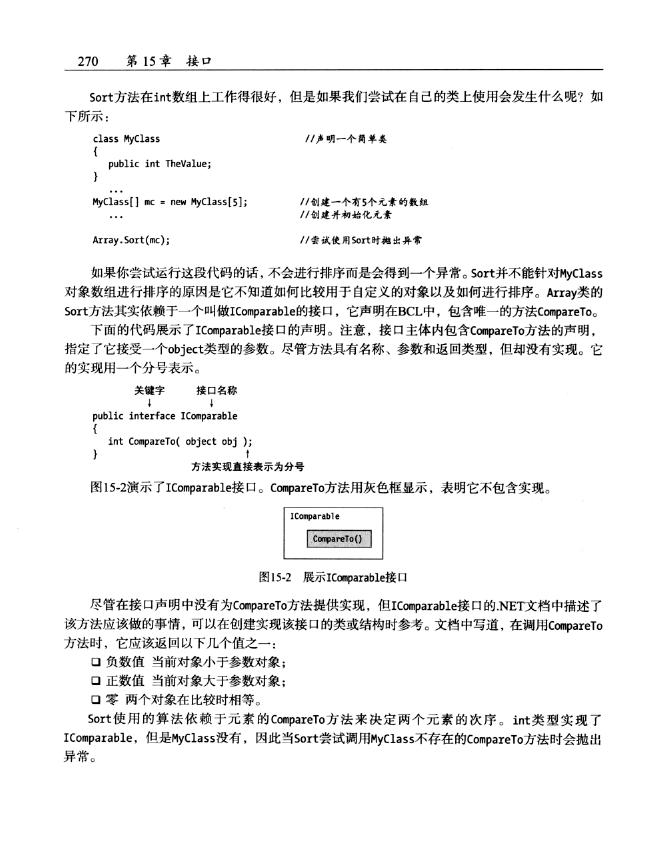 270 第 15 章 接口
Sort方法在int数组上工作得很好，但是如果我们尝试在自己的类上使用会发生什么呢？如
下所示：
class MyClass //声明一个简单类
{
public int TheValue;
}
...
MyClass[] mc = new MyClass[5]; //创建一个有5个元素的数组
... //创建并初始化元素
Array.Sort(mc); //尝试使用Sort时抛出异常
如果你尝试运行这段代码的话，不会进行排序而是会得到一个异常。Sort并不能针对MyClass
对象数组进行排序的原因是它不知道如何比较用于自定义的对象以及如何进行排序。Array类的
Sort方法其实依赖于一个叫做IComparable的接口，它声明在BCL中，包含唯一的方法CompareTo。
下面的代码展示了IComparable接口的声明。注意，接口主体内包含CompareTo方法的声明，
指定了它接受一个object类型的参数。尽管方法具有名称、参数和返回类型，但却没有实现。它
的实现用一个分号表示。
关键字 接口名称
↓ ↓
public interface IComparable
{
int CompareTo( object obj );
} ↑
方法实现直接表示为分号
图15-2演示了IComparable接口。CompareTo方法用灰色框显示，表明它不包含实现。
IComparable
CompareTo()
图15-2 展示IComparable接口
尽管在接口声明中没有为CompareTo方法提供实现，但IComparable接口的.NET文档中描述了
该方法应该做的事情，可以在创建实现该接口的类或结构时参考。文档中写道，在调用CompareTo
方法时，它应该返回以下几个值之一：
❑ 负数值 当前对象小于参数对象；
❑ 正数值 当前对象大于参数对象；
❑ 零 两个对象在比较时相等。
Sort使用的算法依赖于元素的CompareTo方法来决定两个元素的次序。int类型实现了
IComparable，但是MyClass没有，因此当Sort尝试调用MyClass不存在的CompareTo方法时会抛出
异常。